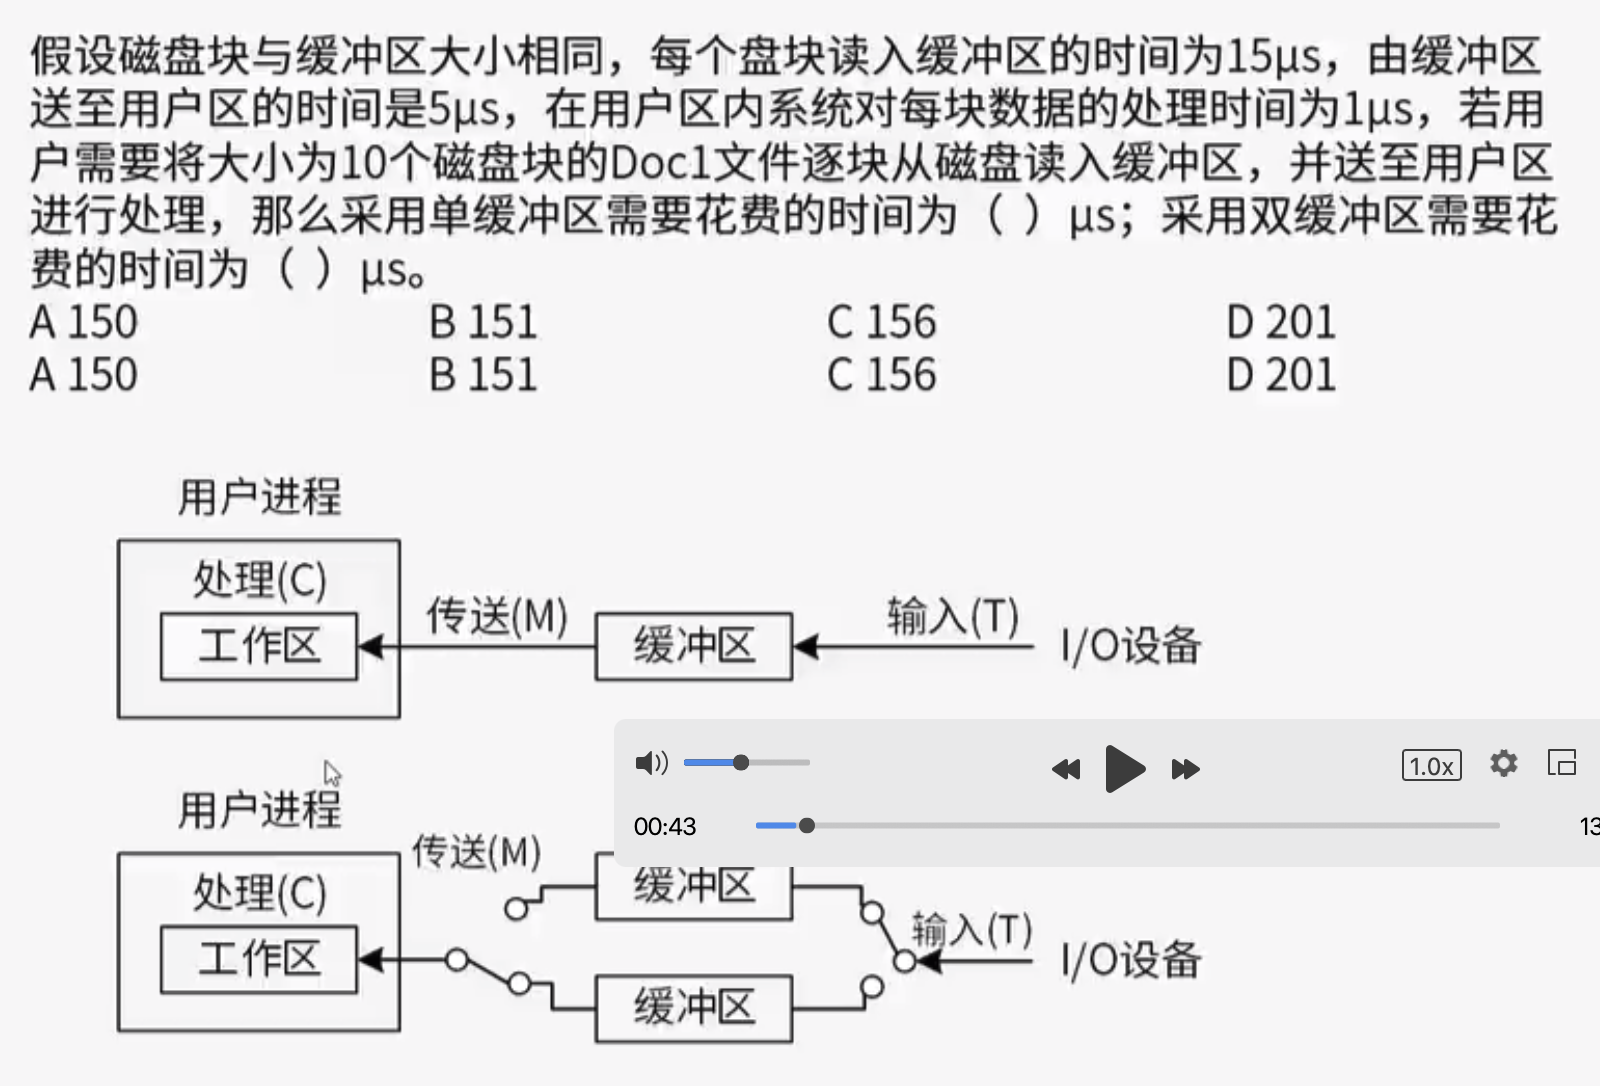 假设磁盘块与缓冲区大小相同，每个盘块读入缓冲区的时间为15μs，由缓冲区
送至用户区的时间是5μs，在用户区内系统对每块数据的处理时间为1μs，若用
户需要将大小为10个磁盘块的Doc1文件逐块从磁盘读入缓冲区，并送至用户区
进行处理，那么采用单缓冲区需要花费的时间为（ ）μs；采用双缓冲区需要花
费的时间为（ ）μs。
A 150 B 151 C 156 D 201
A 150 B 151 C 156 D 201
用户进程
处理(C)
工作区
传送(M)
缓冲区
输入(T)
I/O设备
1.0x
00:43
13
用户进程
处理(C)
工作区
传送(M)
缓冲区
缓冲区
输入(T)
I/O设备